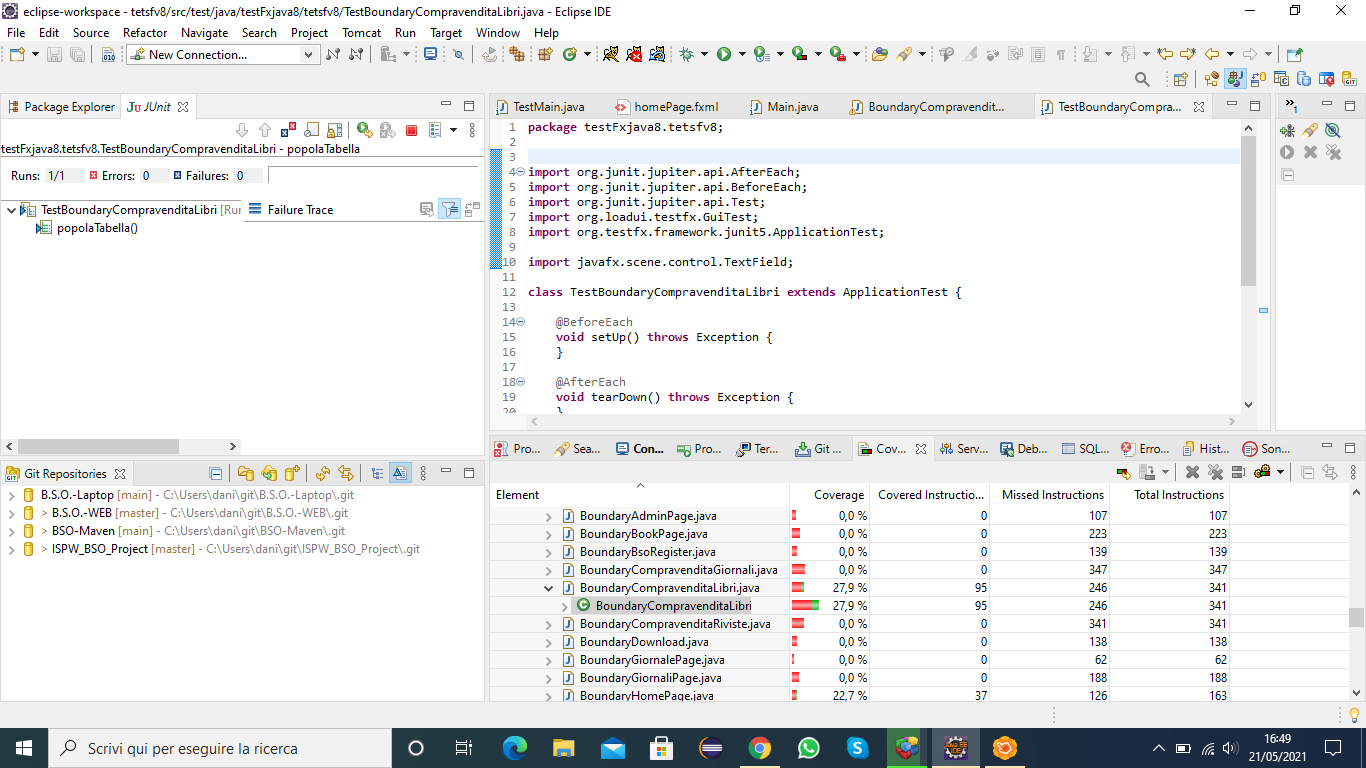 eclipse-workspace - tetsfv8/src/test/java/testFxjava8/tetsfv8/TestBoundaryCompravenditaLibri.java - Eclipse IDE
File Edit Source Refactor Navigate Search Project Tomcat Run Target Window Help
New Connection...
Package Explorer JUnit
testFxjava8.tetsfv8.TestBoundaryCompravenditaLibri - popolaTabella
Runs: 1/1 Errors: 0 Failures: 0
TestBoundaryCompravenditaLibri [Run
popolaTabella()
Failure Trace
Git Repositories
B.S.O.-Laptop [main] - C:\Users\dani\git\B.S.O.-Laptop\.git
> B.S.O.-WEB [master] - C:\Users\dani\git\B.S.O.-WEB\.git
> BSO-Maven [main] - C:\Users\dani\git\BSO-Maven\.git
> ISPW_BSO_Project [master] - C:\Users\dani\git\ISPW_BSO_Project\.git
TestMain.java homePage.fxml Main.java BoundaryCompravendit... TestBoundaryCompra...
1 package testFxjava8.tetsfv8;
2
3
4 import org.junit.jupiter.api.AfterEach;
5 import org.junit.jupiter.api.BeforeEach;
6 import org.junit.jupiter.api.Test;
7 import org.loadui.testfx.GuiTest;
8 import org.testfx.framework.junit5.ApplicationTest;
9
10 import javafx.scene.control.TextField;
11
12 class TestBoundaryCompravenditaLibri extends ApplicationTest {
13
14 @BeforeEach
15 void setUp() throws Exception {
16 }
17
18 @AfterEach
19 void tearDown() throws Exception {
20 }
»1
Pro... Sea... Con... Pro... Ter... Git ... Cov... Serv... Deb... SQL... Erro... Hist... Son...
Element Coverage Covered Instructio... Missed Instructions Total Instructions
BoundaryAdminPage.java 0,0 % 0 107 107
BoundaryBookPage.java 0,0 % 0 223 223
BoundaryBsoRegister.java 0,0 % 0 139 139
BoundaryCompravenditaGiornali.java 0,0 % 0 347 347
BoundaryCompravenditaLibri.java 27,9 % 95 246 341
BoundaryCompravenditaLibri 27,9 % 95 246 341
BoundaryCompravenditaRiviste.java 0,0 % 0 341 341
BoundaryDownload.java 0,0 % 0 138 138
BoundaryGiornalePage.java 0,0 % 0 62 62
BoundaryGiornaliPage.java 0,0 % 0 188 188
BoundaryHomePage.java 22,7 % 37 126 163
Scrivi qui per eseguire la ricerca
16:49
21/05/2021